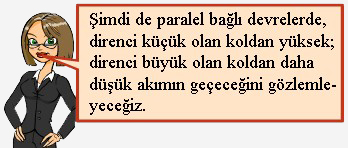 Şimdi de paralel bağlı devrelerde,
direnci küçük olan koldan yüksek;
direnci büyük olan koldan daha
düşük akımın geçeceğini gözlemle-
yeceğiz.